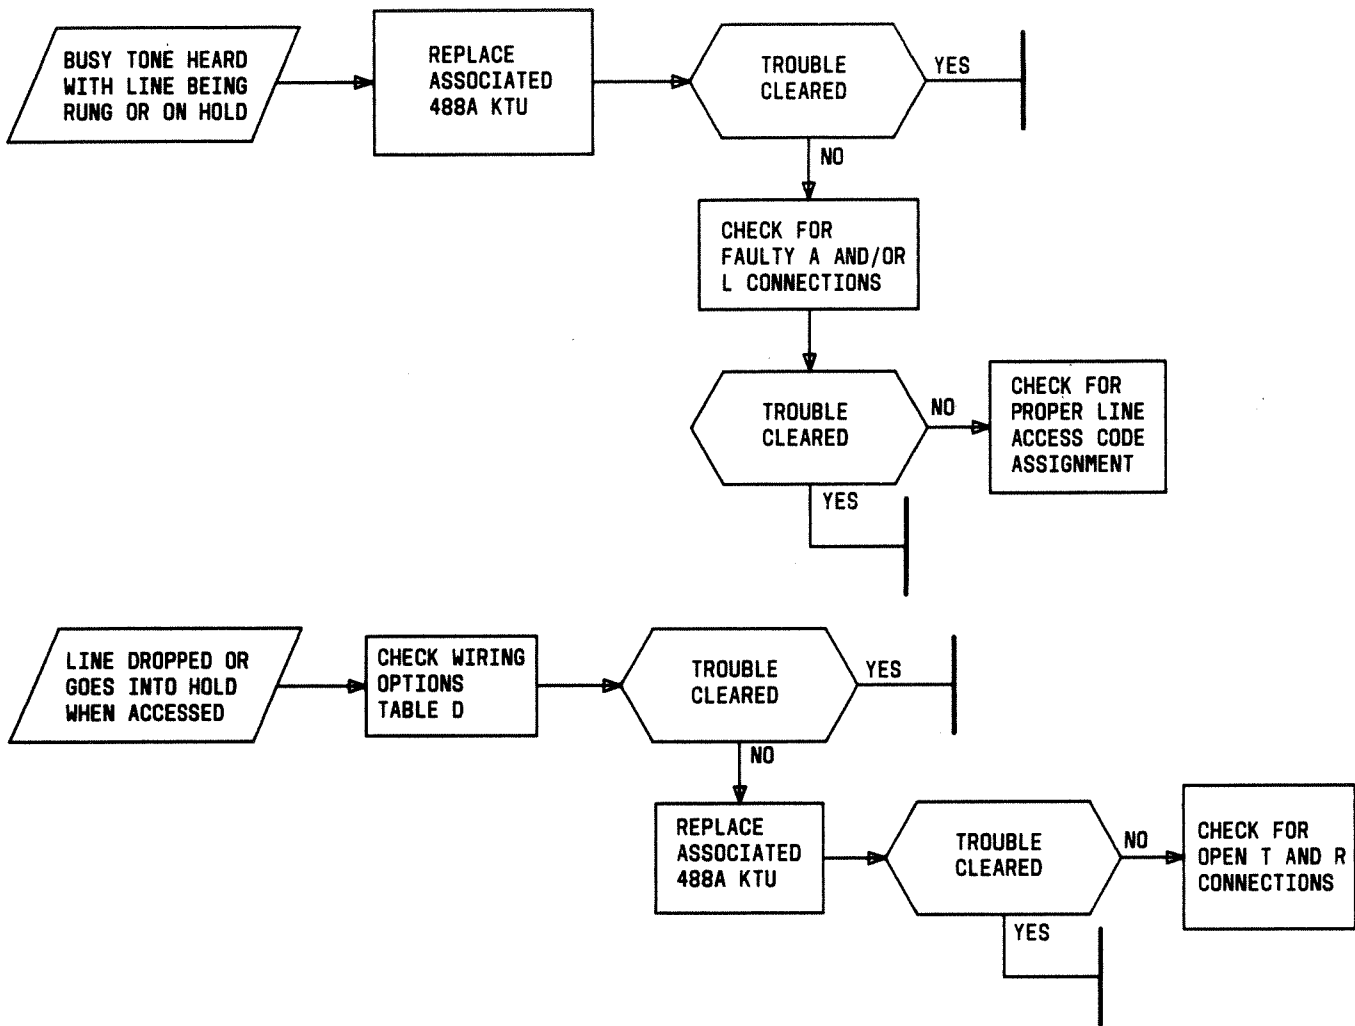 BUSY TONE HEARD
WITH LINE BEING
RUNG OR ON HOLD
REPLACE
ASSOCIATED
488A KTU
TROUBLE
CLEARED
YES
NO
CHECK FOR
FAULTY A AND/OR
L CONNECTIONS
TROUBLE
CLEARED
NO
CHECK FOR
PROPER LINE
ACCESS CODE
ASSIGNMENT
YES
LINE DROPPED OR
GOES INTO HOLD
WHEN ACCESSED
CHECK WIRING
OPTIONS
TABLE D
TROUBLE
CLEARED
YES
NO
REPLACE
ASSOCIATED
488A KTU
TROUBLE
CLEARED
NO
CHECK FOR
OPEN T AND R
CONNECTIONS
YES